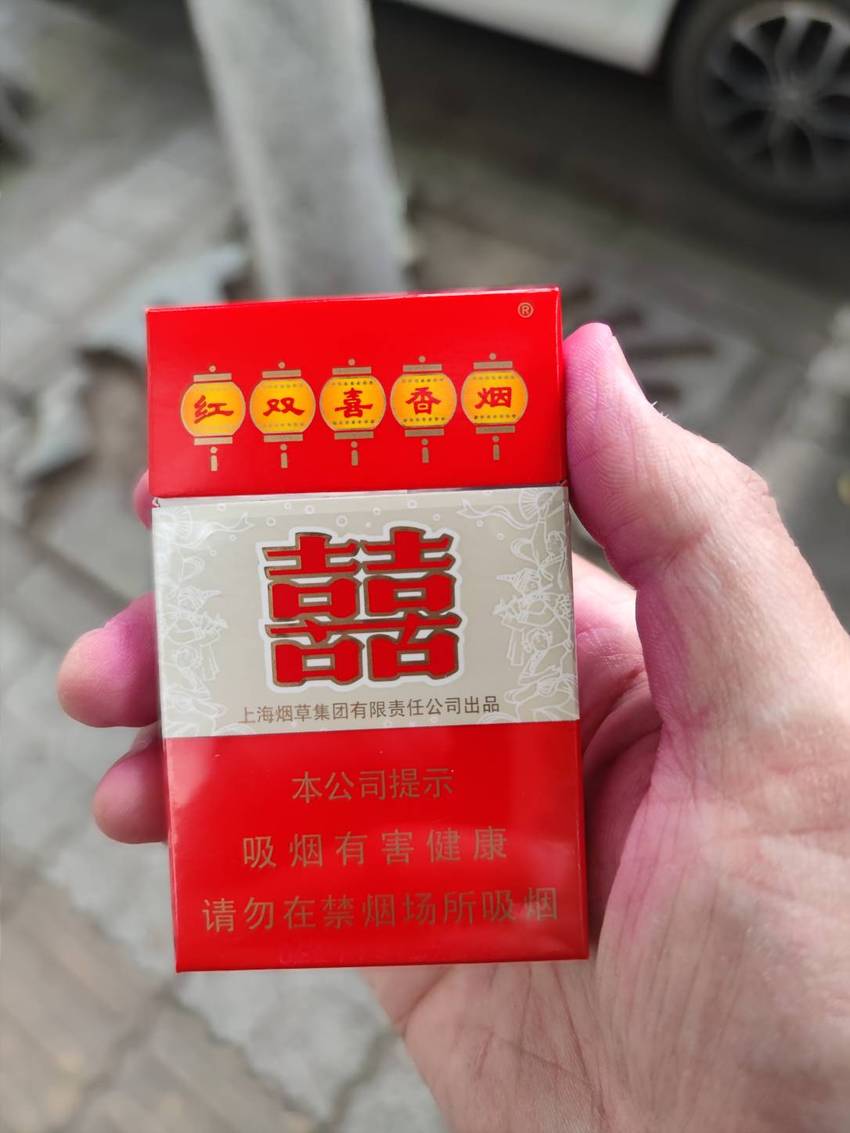 ®
红双喜香烟
囍
上海烟草集团有限责任公司出品
本公司提示
吸烟有害健康
请勿在禁烟场所吸烟